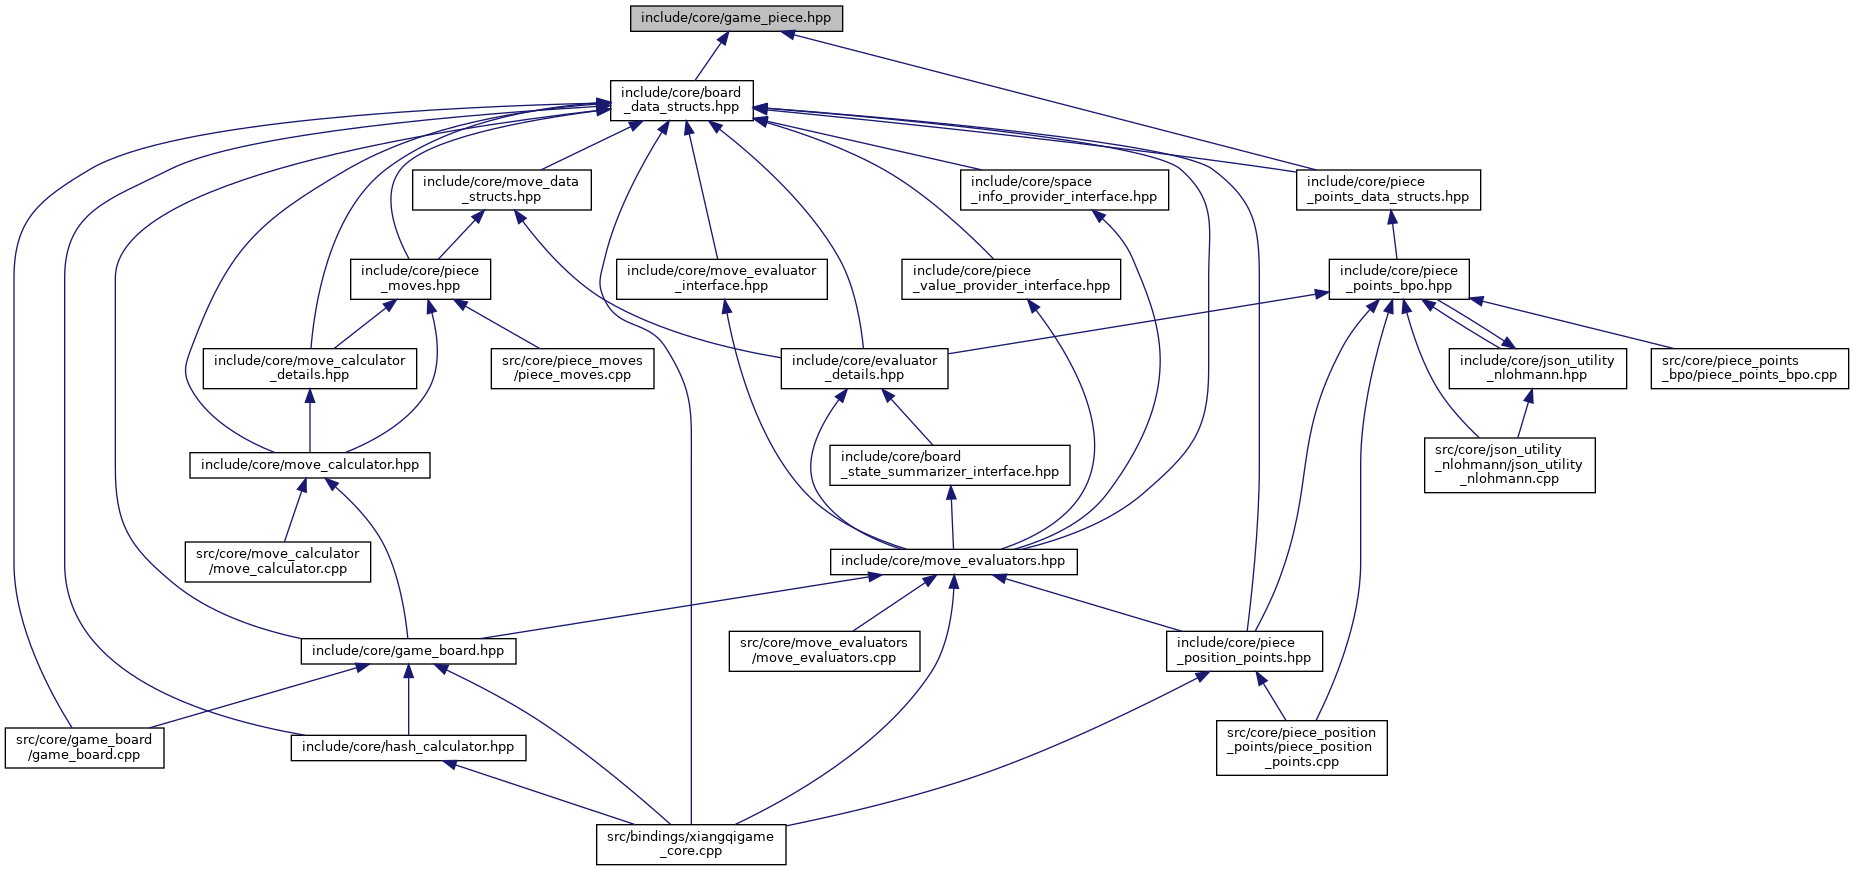 include/core/game_piece.hpp
include/core/board
_data_structs.hpp
include/core/move_data
_structs.hpp
include/core/space
_info_provider_interface.hpp
include/core/piece
_points_data_structs.hpp
include/core/piece
_moves.hpp
include/core/move_evaluator
_interface.hpp
include/core/piece
_value_provider_interface.hpp
include/core/piece
_points_bpo.hpp
include/core/move_calculator
_details.hpp
src/core/piece_moves
/piece_moves.cpp
include/core/evaluator
_details.hpp
include/core/json_utility
_nlohmann.hpp
src/core/piece_points
_bpo/piece_points_bpo.cpp
include/core/move_calculator.hpp
include/core/board
_state_summarizer_interface.hpp
src/core/json_utility
_nlohmann/json_utility
_nlohmann.cpp
src/core/move_calculator
/move_calculator.cpp
include/core/move_evaluators.hpp
include/core/game_board.hpp
src/core/move_evaluators
/move_evaluators.cpp
include/core/piece
_position_points.hpp
src/core/game_board
/game_board.cpp
include/core/hash_calculator.hpp
src/core/piece_position
_points/piece_position
_points.cpp
src/bindings/xiangqigame
_core.cpp